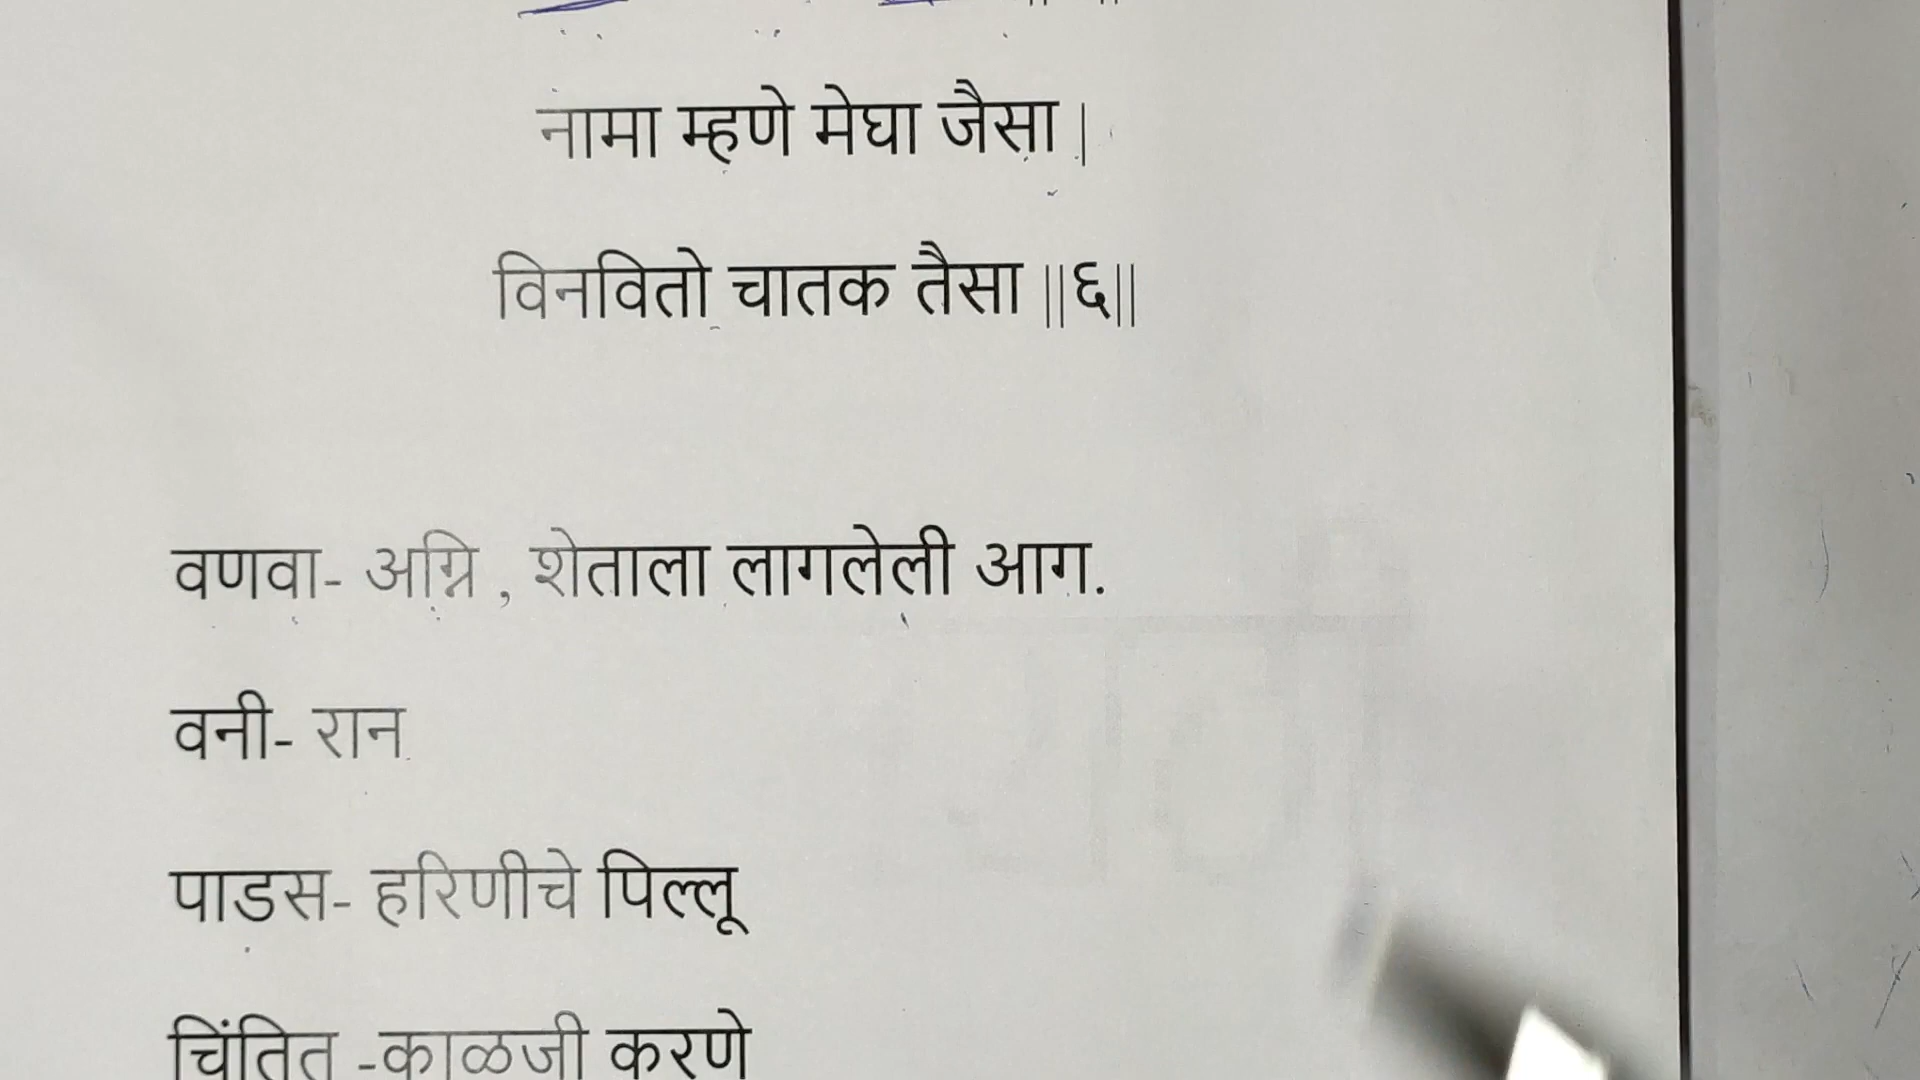 नामा म्हणे मेघा जैसा |
विनवितो चातक तैसा ||६||
वणवा- अग्नि , शेताला लागलेली आग.
वनी- रान
पाडस- हरिणीचे पिल्लू
चिंतित -काळजी करणे